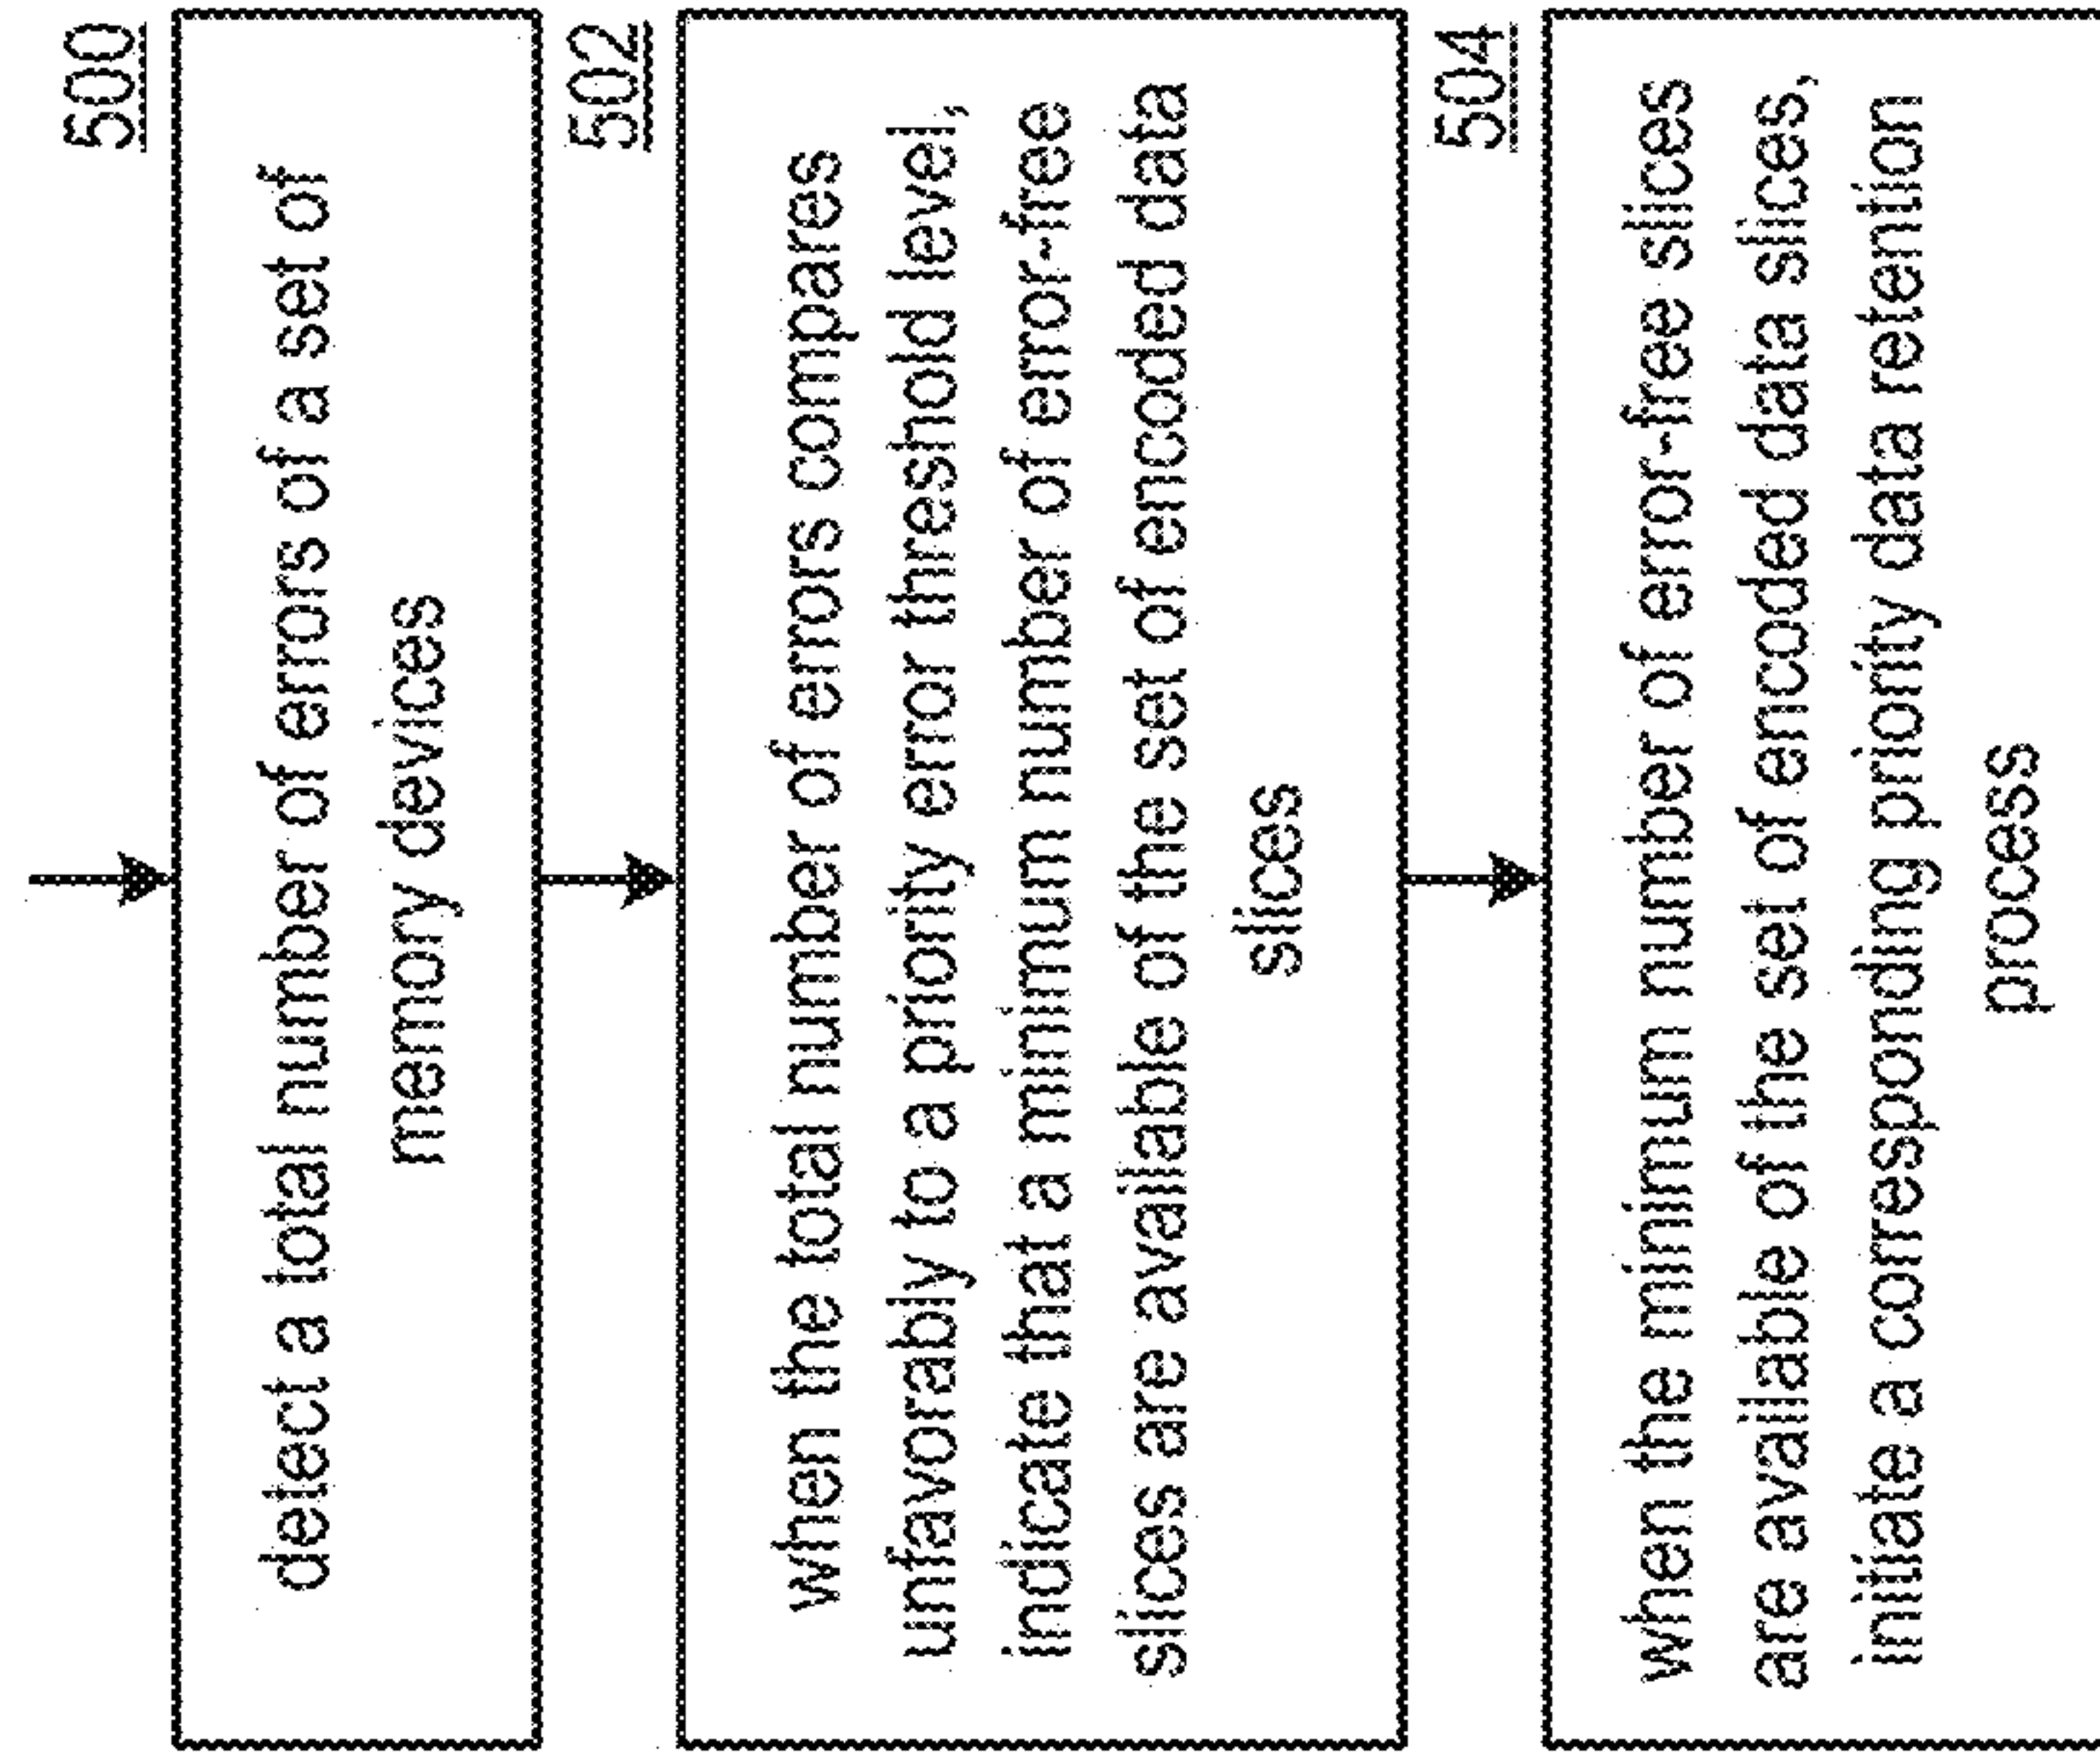 500
detect a total number of errors of a set of
memory devices
502
when the total number of errors compares
unfavorably to a priority error threshold level,
indicate that a minimum number of error-free
slices are available of the set of encoded data
slices
504
when the minimum number of error-free slices
are available of the set of encoded data slices,
initiate a corresponding priority data retention
process